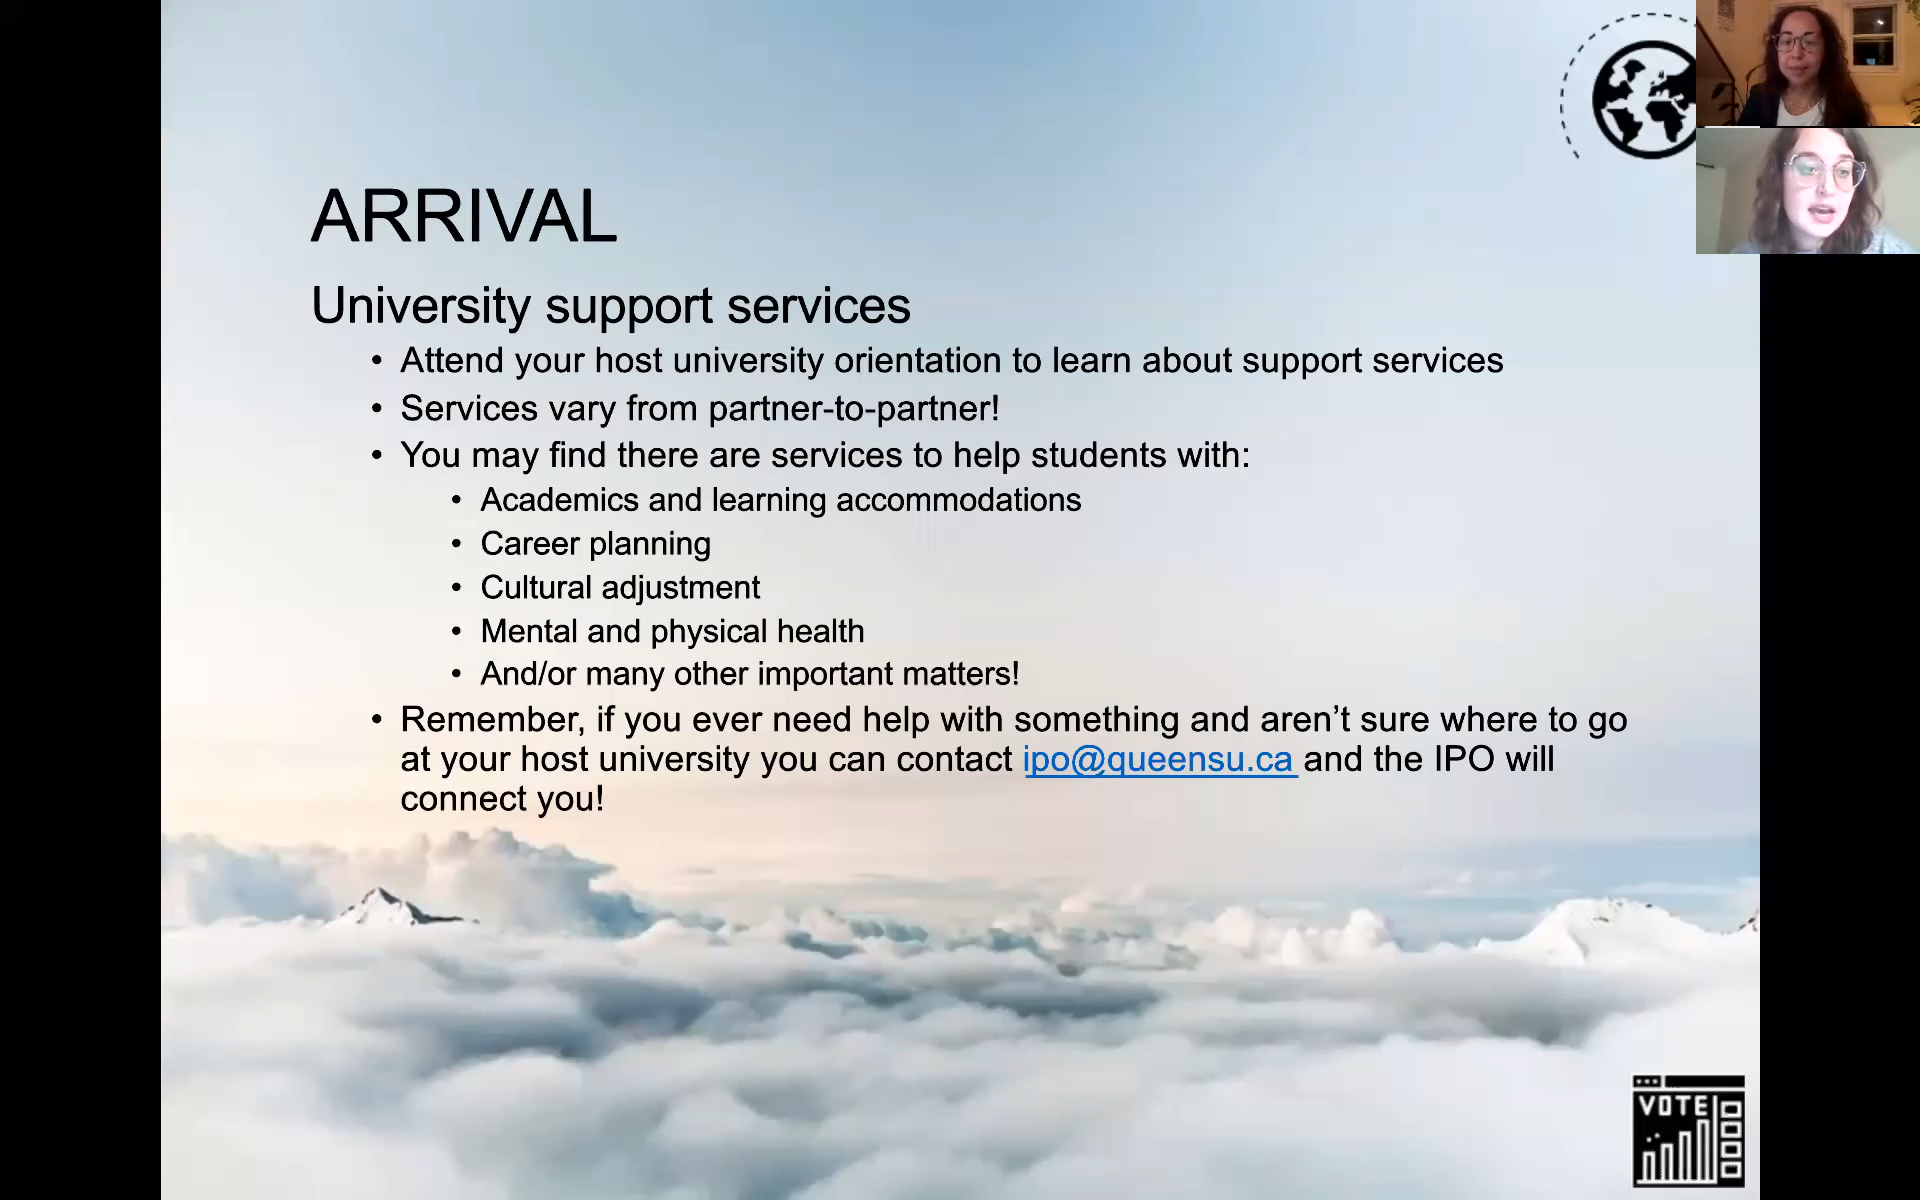 ARRIVAL
University support services
• Attend your host university orientation to learn about support services
• Services vary from partner-to-partner!
• You may find there are services to help students with:
• Academics and learning accommodations
• Career planning
• Cultural adjustment
• Mental and physical health
• And/or many other important matters!
• Remember, if you ever need help with something and aren’t sure where to go
at your host university you can contact ipo@queensu.ca and the IPO will
connect you!
VOTE